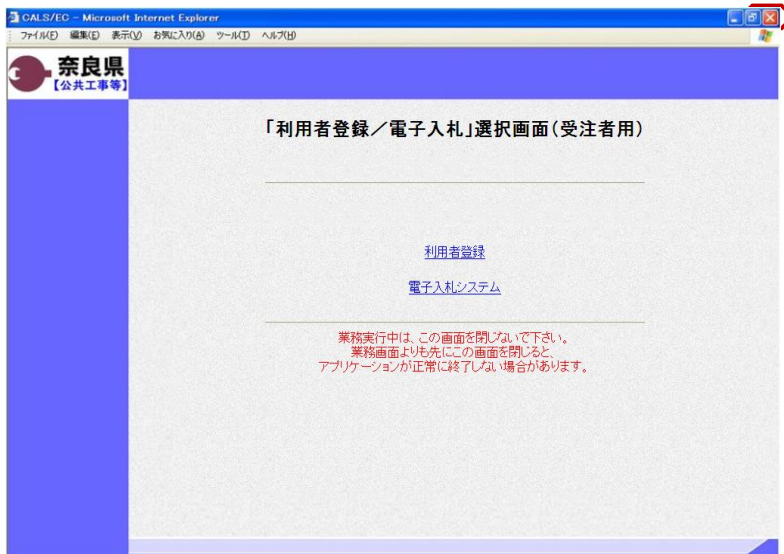 CALS/EC - Microsoft Internet Explorer
ファイル(F) 編集(E) 表示(V) お気に入り(A) ツール(T) ヘルプ(H)
奈良県
【公共工事等】
「利用者登録／電子入札」選択画面(受注者用)
利用者登録
電子入札システム
業務実行中は、この画面を閉じないで下さい。
業務画面よりも先にこの画面を閉じると、
アプリケーションが正常に終了しない場合があります。